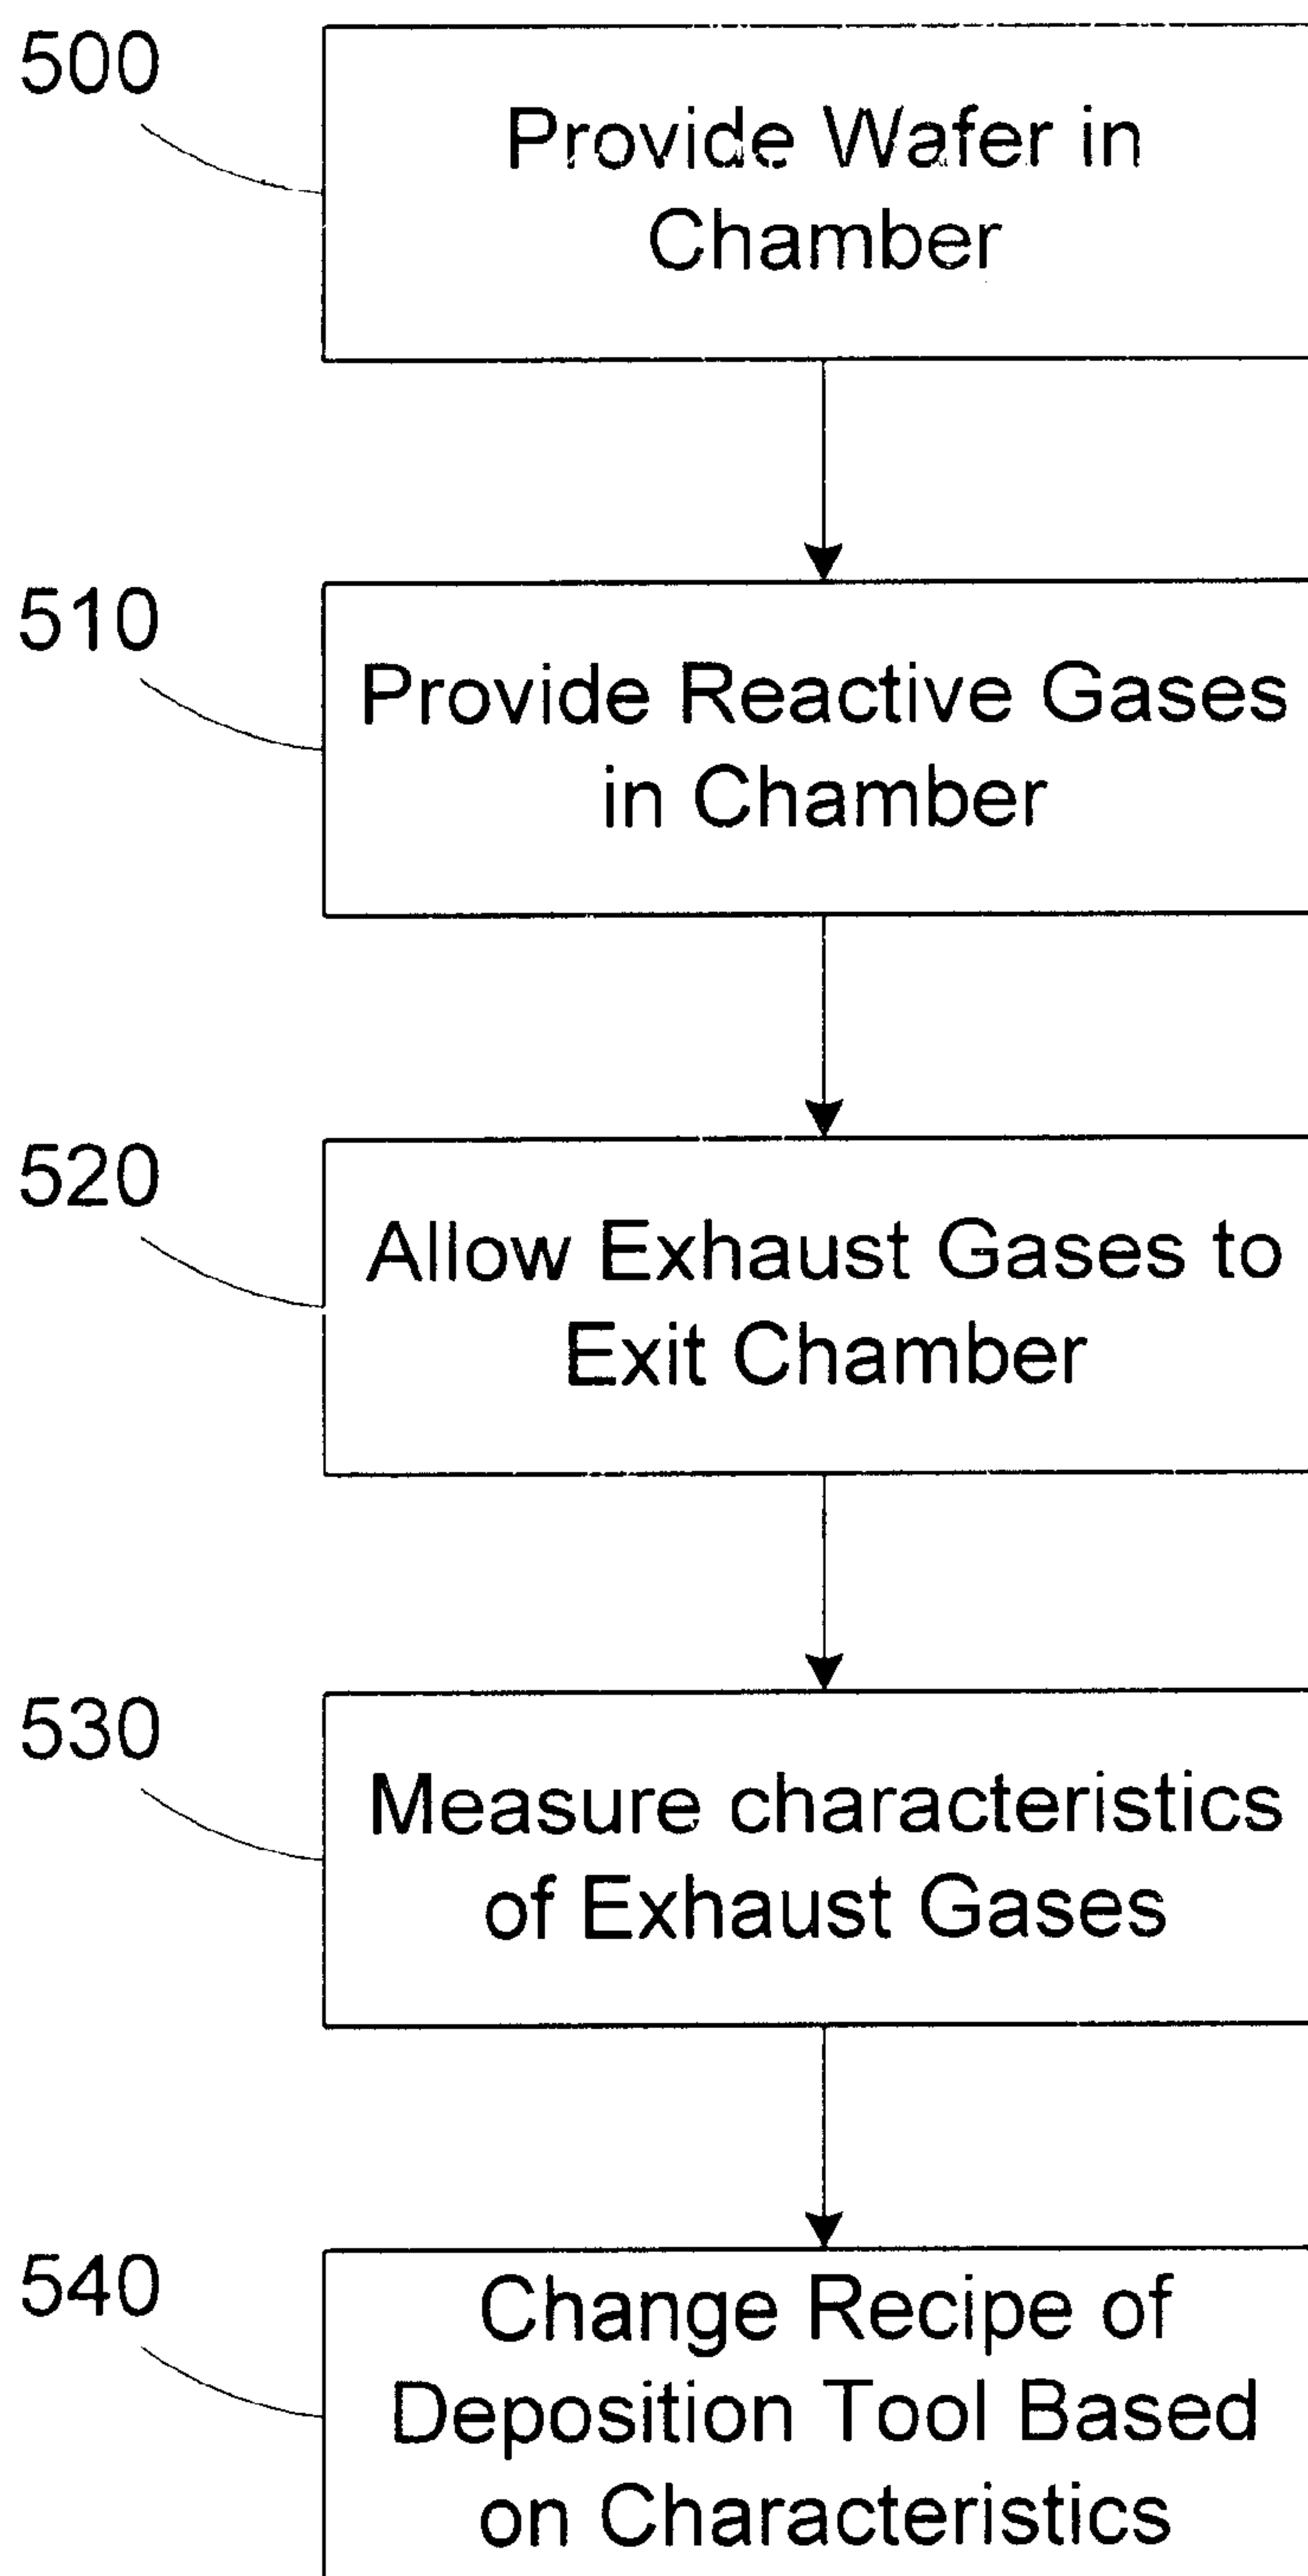 500
Provide Wafer in
Chamber
510
Provide Reactive Gases
in Chamber
520
Allow Exhaust Gases to
Exit Chamber
530
Measure characteristics
of Exhaust Gases
540
Change Recipe of
Deposition Tool Based
on Characteristics